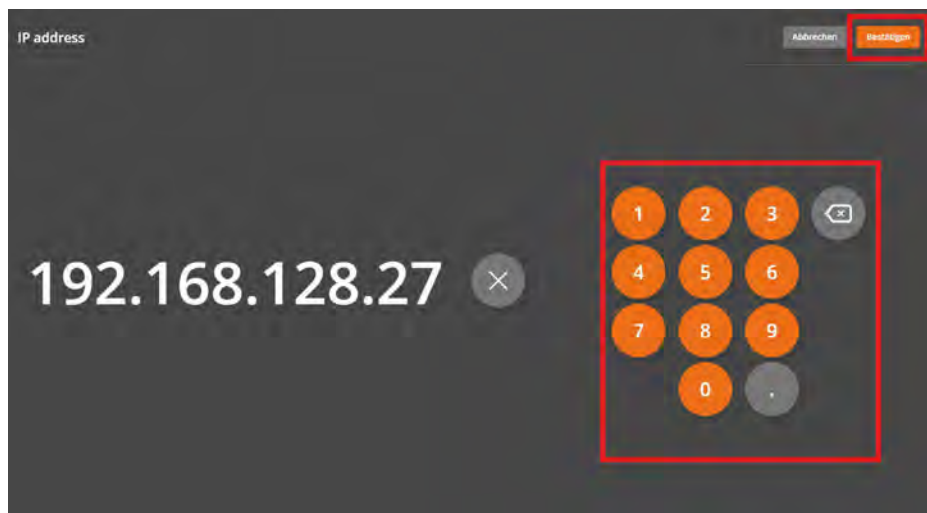 IP address
Abbrechen
Bestätigen
192.168.128.27
1 2 3
4 5 6
7 8 9
0 .